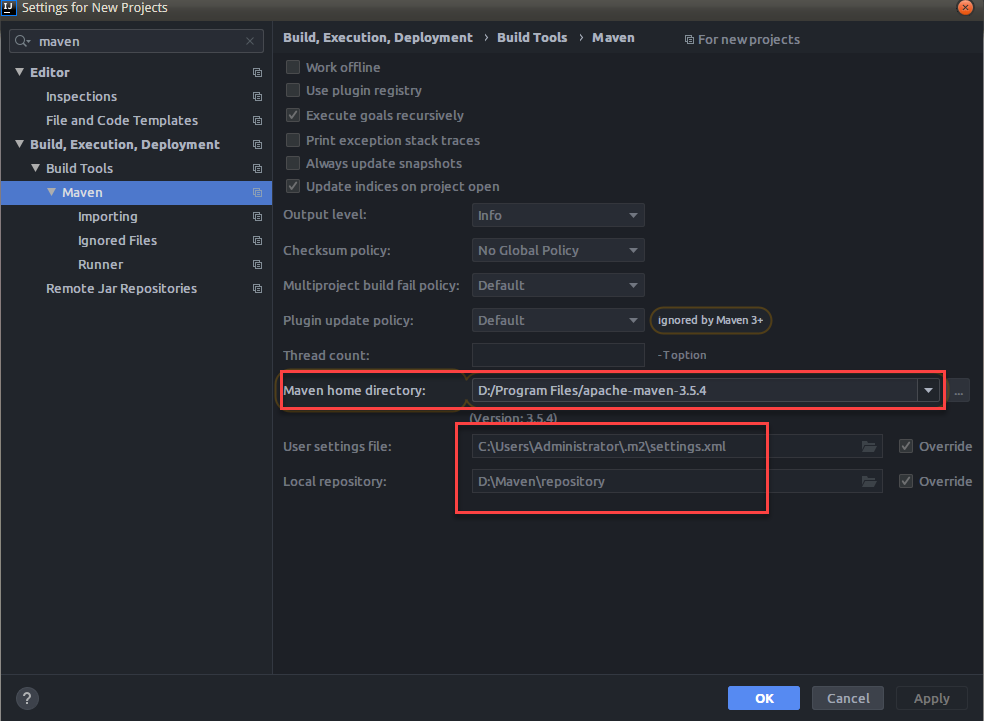 IJ Settings for New Projects
maven
Editor
Inspections
File and Code Templates
Build, Execution, Deployment
Build Tools
Maven
Importing
Ignored Files
Runner
Remote Jar Repositories
Build, Execution, Deployment › Build Tools › Maven For new projects
Work offline
Use plugin registry
Execute goals recursively
Print exception stack traces
Always update snapshots
Update indices on project open
Output level: Info
Checksum policy: No Global Policy
Multiproject build fail policy: Default
Plugin update policy: Default ignored by Maven 3+
Thread count: -T option
Maven home directory: D:/Program Files/apache-maven-3.5.4 ...
(Version: 3.5.4)
User settings file: C:\Users\Administrator\.m2\settings.xml Override
Local repository: D:\Maven\repository Override
? OK Cancel Apply